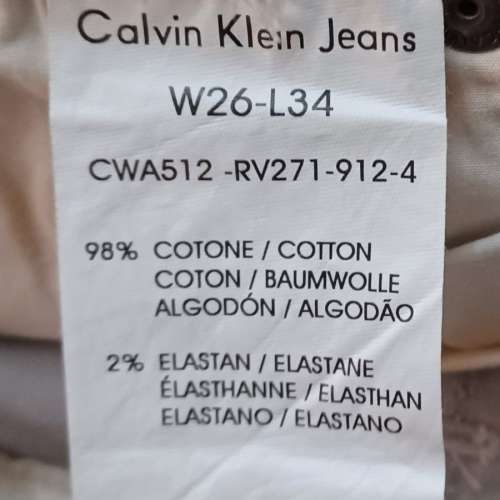 Calvin Klein Jeans
W26-L34
CWA512 -RV271-912-4
98% COTONE / COTTON
COTON / BAUMWOLLE
ALGODÓN / ALGODÃO
2% ELASTAN / ELASTANE
ÉLASTHANNE / ELASTHAN
ELASTANO / ELASTANO